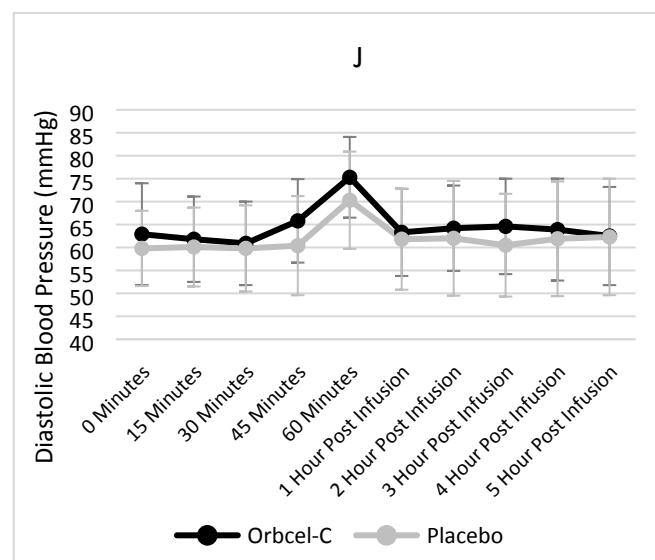 J
Diastolic Blood Pressure (mmHg)
90
85
80
75
70
65
60
55
50
45
40
0 Minutes
15 Minutes
30 Minutes
45 Minutes
60 Minutes
1 Hour Post Infusion
2 Hour Post Infusion
3 Hour Post Infusion
4 Hour Post Infusion
5 Hour Post Infusion
Orbcel-C
Placebo